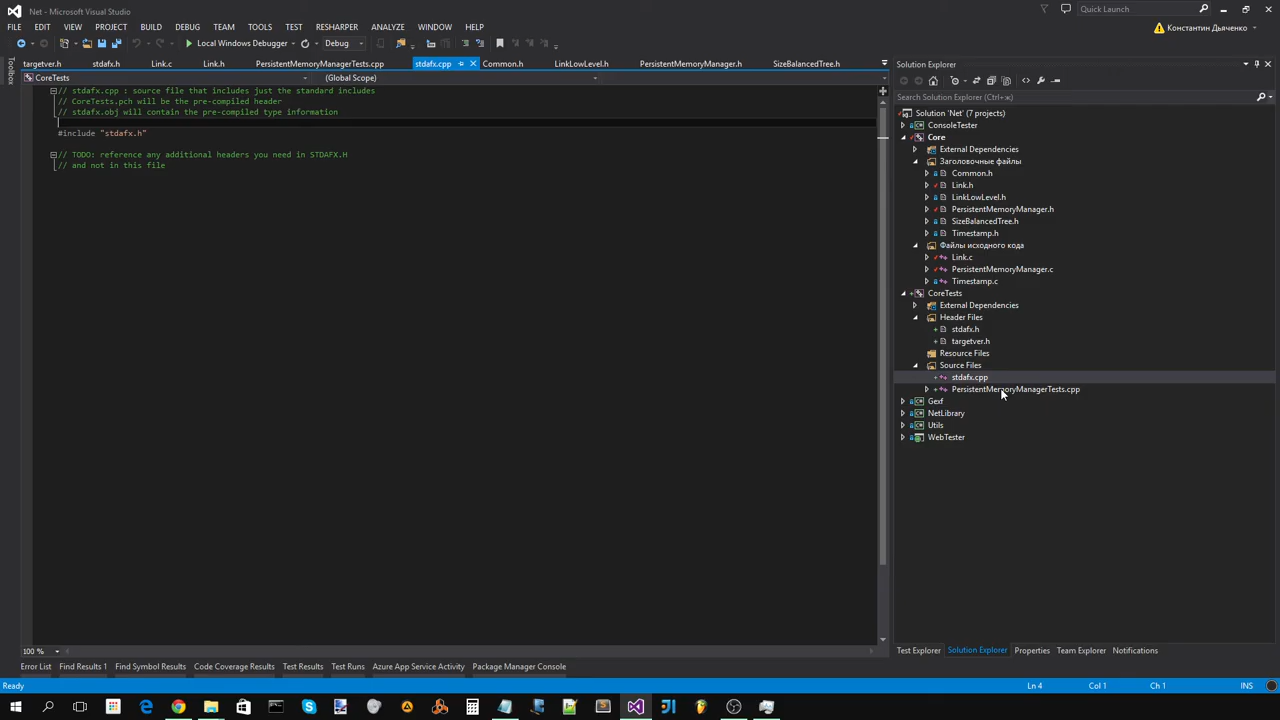 Net - Microsoft Visual Studio
Quick Launch (Ctrl+ж)
FILE EDIT VIEW PROJECT BUILD DEBUG TEAM TOOLS TEST RESHARPER ANALYZE WINDOW HELP
Константин Дьяченко
Local Windows Debugger Debug
Toolbox
targetver.h stdafx.h Link.c Link.h PersistentMemoryManagerTests.cpp stdafx.cpp Common.h LinkLowLevel.h PersistentMemoryManager.h SizeBalancedTree.h
CoreTests (Global Scope)
// stdafx.cpp : source file that includes just the standard includes
// CoreTests.pch will be the pre-compiled header
// stdafx.obj will contain the pre-compiled type information
#include "stdafx.h"
// TODO: reference any additional headers you need in STDAFX.H
// and not in this file
100 %
Solution Explorer
Search Solution Explorer (Ctrl+ж)
Solution 'Net' (7 projects)
ConsoleTester
Core
External Dependencies
Заголовочные файлы
Common.h
Link.h
LinkLowLevel.h
PersistentMemoryManager.h
SizeBalancedTree.h
Timestamp.h
Файлы исходного кода
Link.c
PersistentMemoryManager.c
Timestamp.c
CoreTests
External Dependencies
Header Files
stdafx.h
targetver.h
Resource Files
Source Files
stdafx.cpp
PersistentMemoryManagerTests.cpp
Gexf
NetLibrary
Utils
WebTester
Test Explorer Solution Explorer Properties Team Explorer Notifications
Error List Find Results 1 Find Symbol Results Code Coverage Results Test Results Test Runs Azure App Service Activity Package Manager Console
Ready Ln 4 Col 1 Ch 1 INS